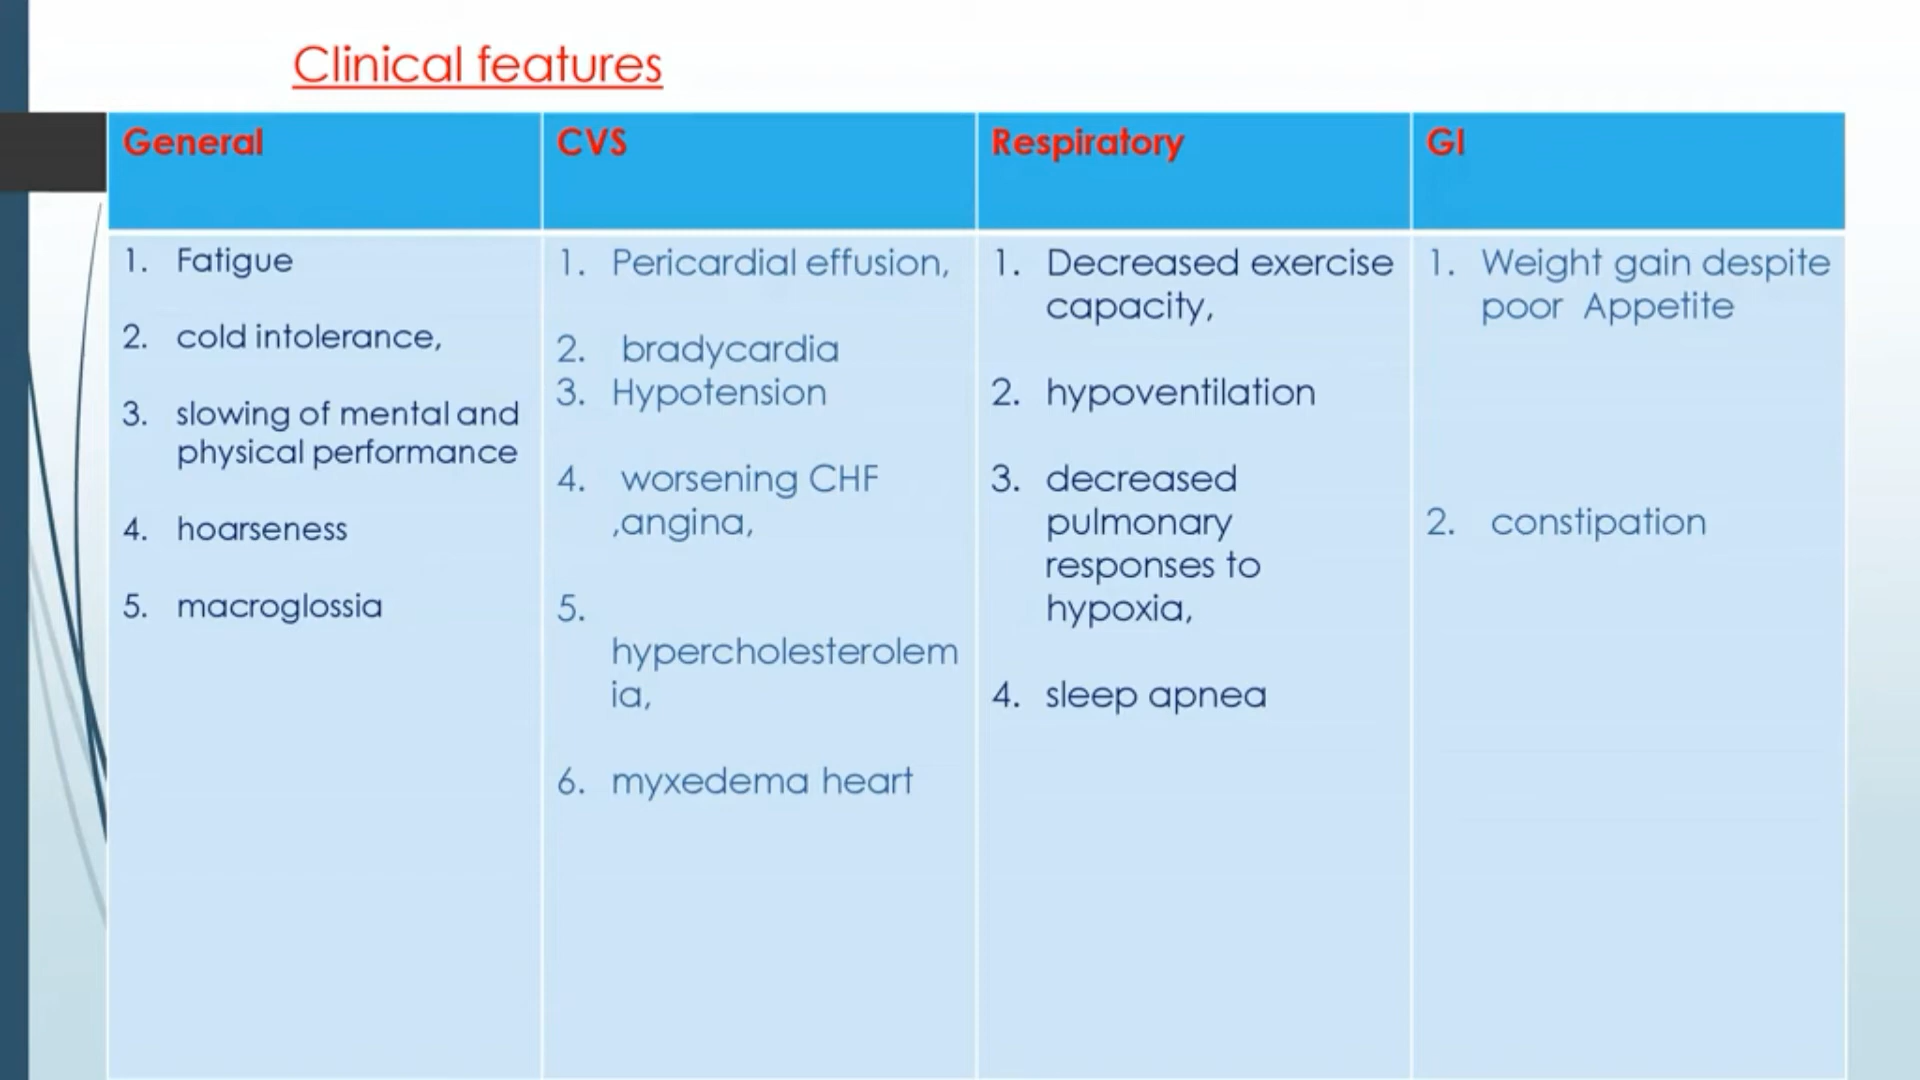 Clinical features
General
CVS
Respiratory
GI
1. Fatigue
2. cold intolerance,
3. slowing of mental and
physical performance
4. hoarseness
5. macroglossia
1. Pericardial effusion,
2. bradycardia
3. Hypotension
4. worsening CHF
,angina,
5.
hypercholesterolem
ia,
6. myxedema heart
1. Decreased exercise
capacity,
2. hypoventilation
3. decreased
pulmonary
responses to
hypoxia,
4. sleep apnea
1. Weight gain despite
poor Appetite
2. constipation